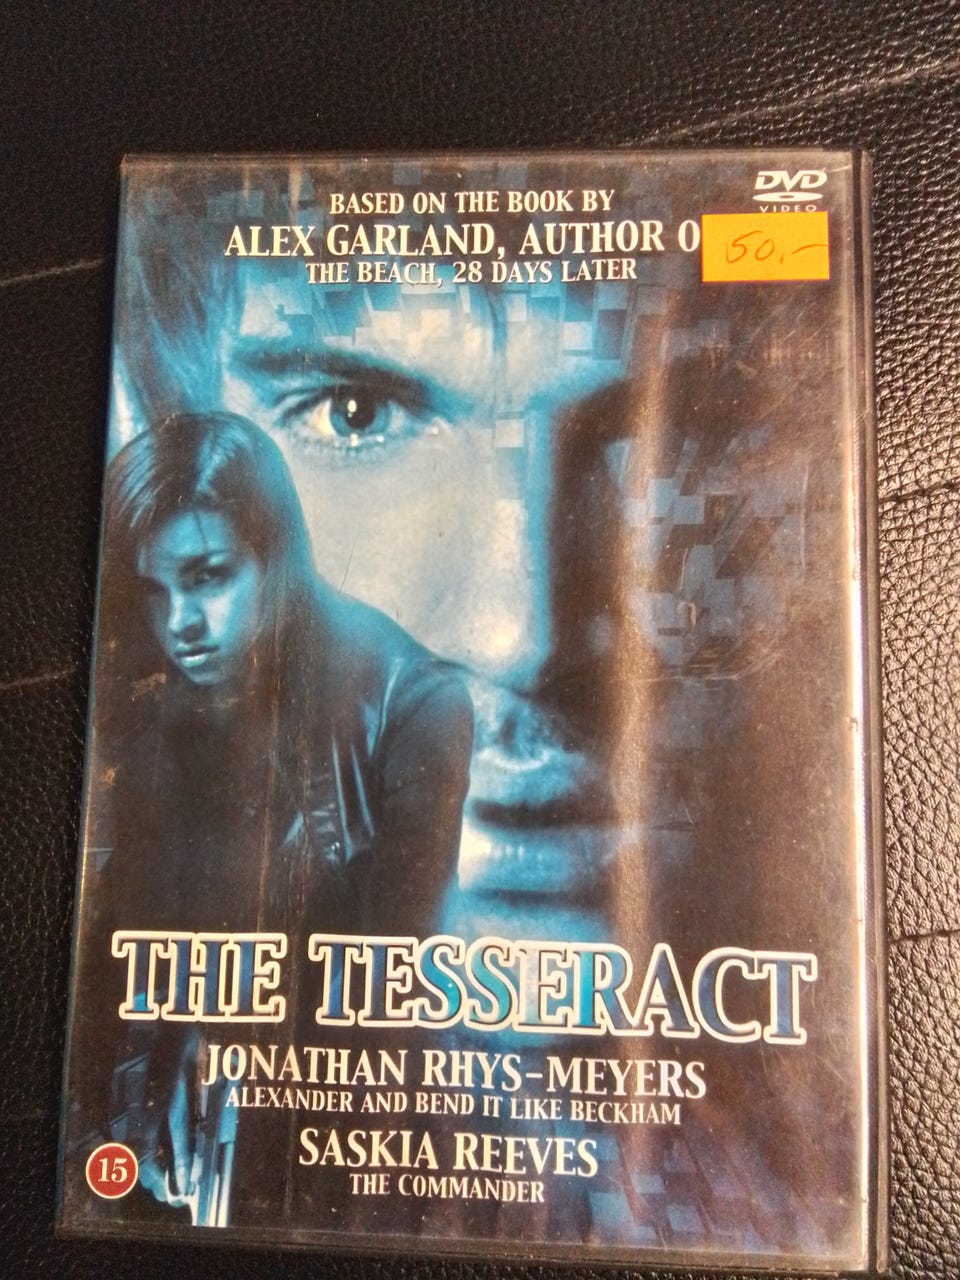 DVD
VIDEO
BASED ON THE BOOK BY
ALEX GARLAND, AUTHOR O
50,-
THE BEACH, 28 DAYS LATER
THE TESSERACT
JONATHAN RHYS-MEYERS
ALEXANDER AND BEND IT LIKE BECKHAM
SASKIA REEVES
THE COMMANDER
15